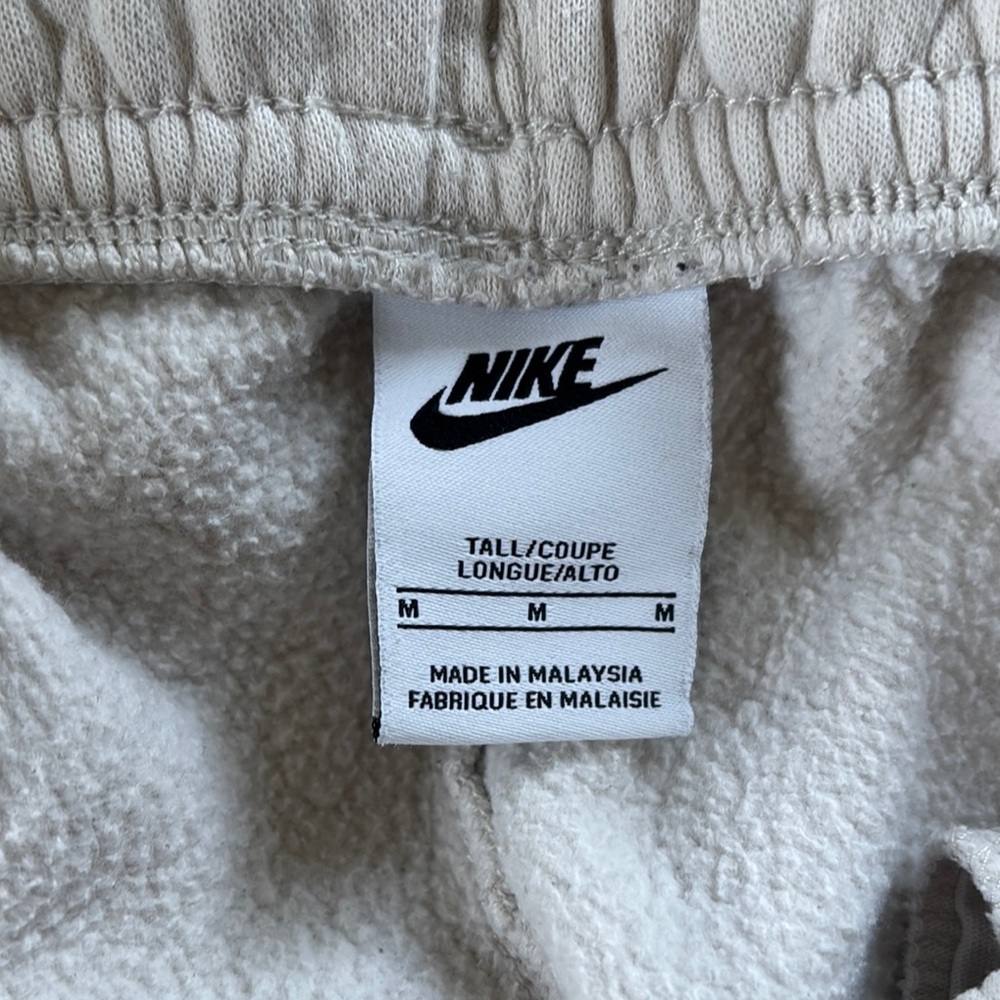 NIKE
TALL/COUPE
LONGUE/ALTO
M M M
MADE IN MALAYSIA
FABRIQUE EN MALAISIE